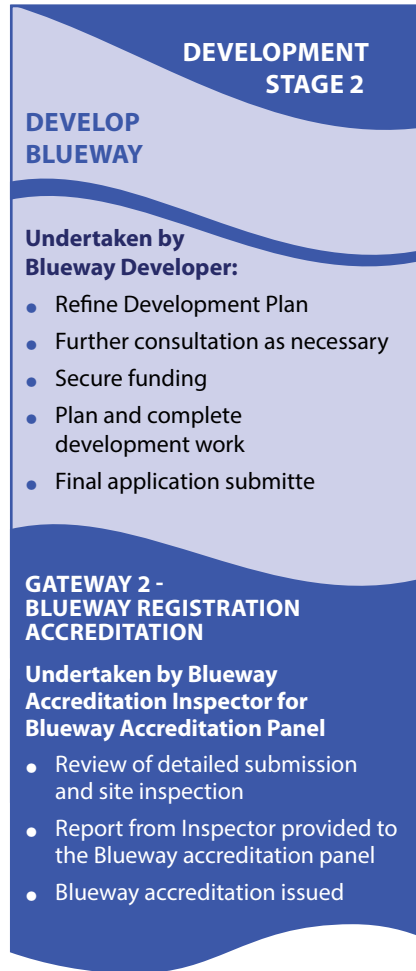 DEVELOPMENT
STAGE 2
DEVELOP
BLUEWAY
Undertaken by
Blueway Developer:
• Refine Development Plan
• Further consultation as necessary
• Secure funding
• Plan and complete
development work
• Final application submitte
GATEWAY 2 -
BLUEWAY REGISTRATION
ACCREDITATION
Undertaken by Blueway
Accreditation Inspector for
Blueway Accreditation Panel
• Review of detailed submission
and site inspection
• Report from Inspector provided to
the Blueway accreditation panel
• Blueway accreditation issued